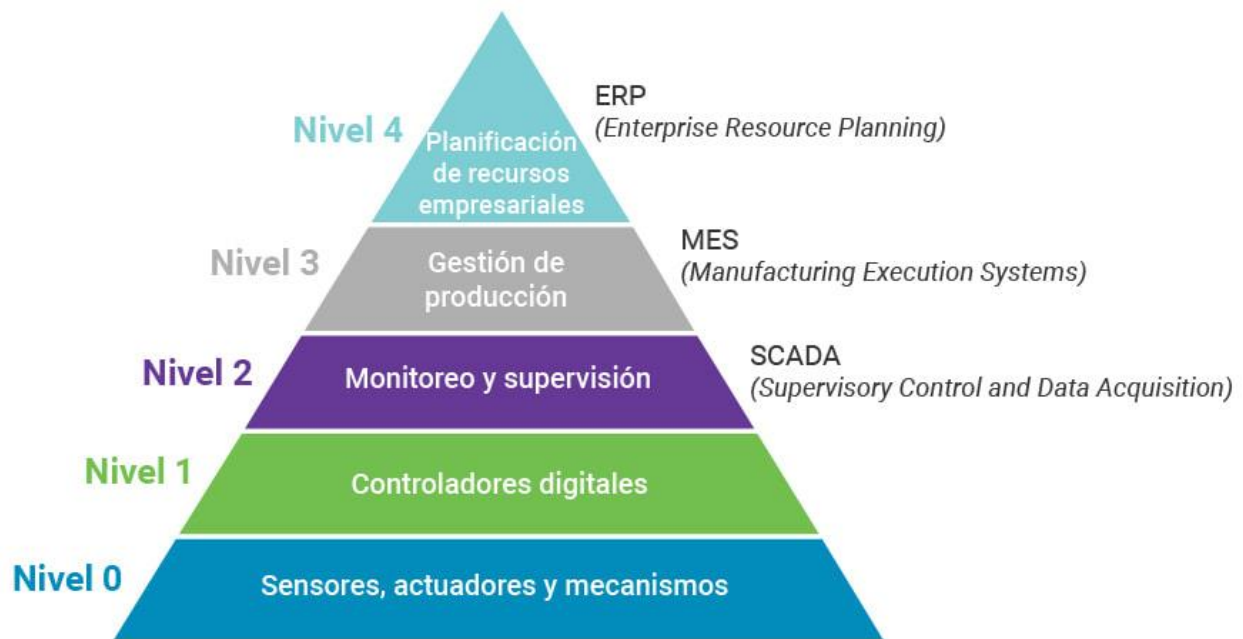 ERP
(Enterprise Resource Planning)
Nivel 4
Planificación
de recursos
empresariales
MES
(Manufacturing Execution Systems)
Nivel 3
Gestión de
producción
SCADA
(Supervisory Control and Data Acquisition)
Nivel 2
Monitoreo y supervisión
Nivel 1
Controladores digitales
Nivel 0
Sensores, actuadores y mecanismos